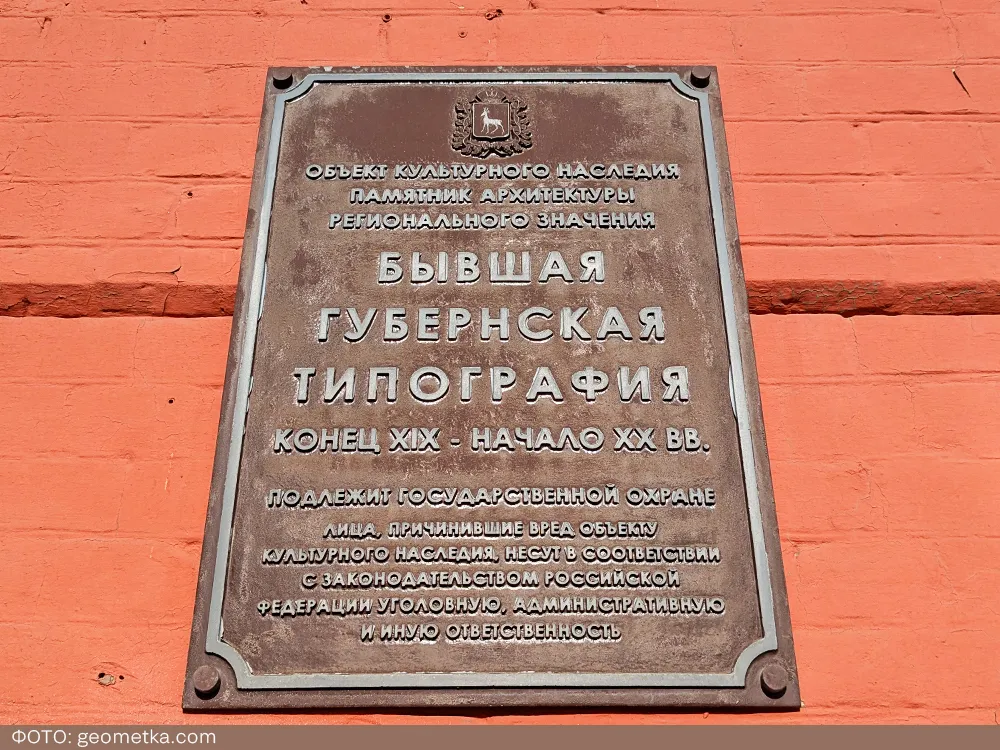 ОБЪЕКТ КУЛЬТУРНОГО НАСЛЕДИЯ
ПАМЯТНИК АРХИТЕКТУРЫ
РЕГИОНАЛЬНОГО ЗНАЧЕНИЯ
БЫВШАЯ
ГУБЕРНСКАЯ
ТИПОГРАФИЯ
КОНЕЦ XIX - НАЧАЛО XX ВВ.
ПОДЛЕЖИТ ГОСУДАРСТВЕННОЙ ОХРАНЕ
ЛИЦА, ПРИЧИНИВШИЕ ВРЕД ОБЪЕКТУ
КУЛЬТУРНОГО НАСЛЕДИЯ, НЕСУТ В СООТВЕТСТВИИ
С ЗАКОНОДАТЕЛЬСТВОМ РОССИЙСКОЙ
ФЕДЕРАЦИИ УГОЛОВНУЮ, АДМИНИСТРАТИВНУЮ
И ИНУЮ ОТВЕТСТВЕННОСТЬ
ФОТО: geometka.com